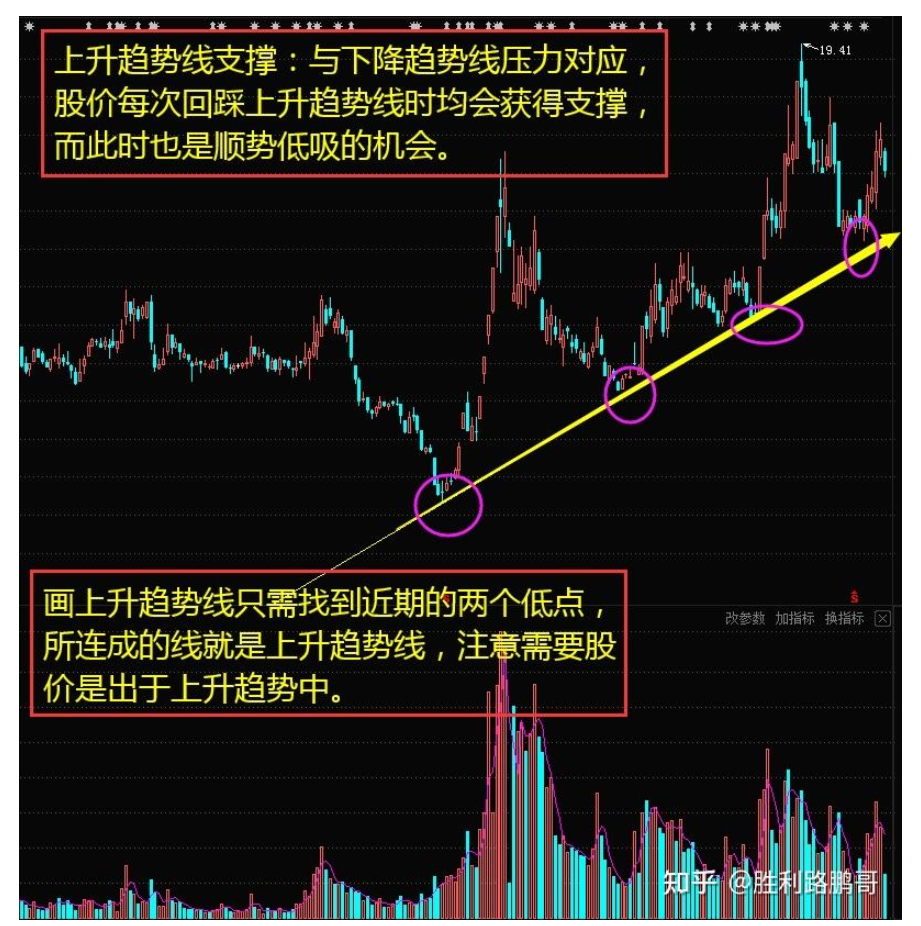 上升趋势线支撑：与下降趋势线压力对应，
股价每次回踩上升趋势线时均会获得支撑，
而此时也是顺势低吸的机会。
19.41
画上升趋势线只需找到近期的两个低点，
所连成的线就是上升趋势线，注意需要股
价是出于上升趋势中。
S
改参数 加指标 换指标
知乎 @胜利路鹏哥